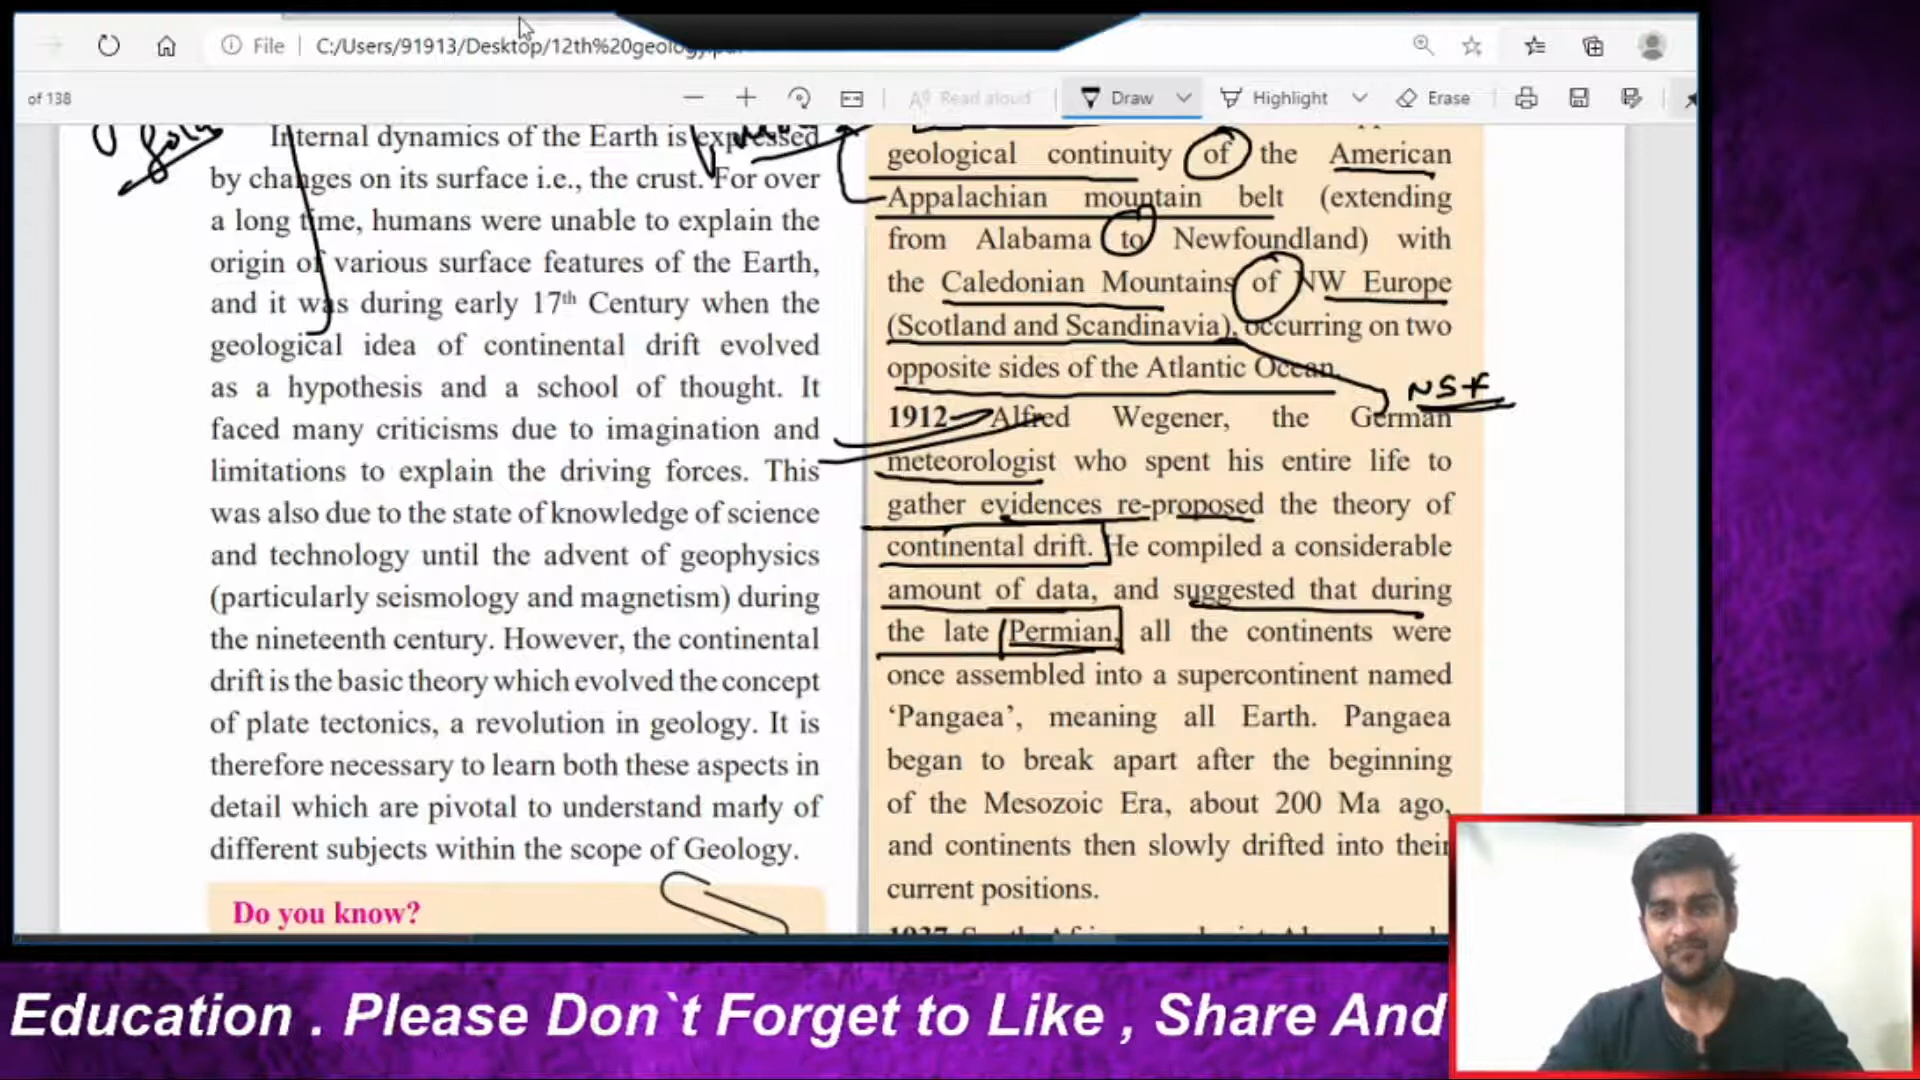 File
C:/Users/91913/Desktop/12th%20geology.pdf
of 138
Read aloud
Draw
Highlight
Erase
Internal dynamics of the Earth is expressed
by changes on its surface i.e., the crust. For over
a long time, humans were unable to explain the
origin of various surface features of the Earth,
and it was during early 17th Century when the
geological idea of continental drift evolved
as a hypothesis and a school of thought. It
faced many criticisms due to imagination and
limitations to explain the driving forces. This
was also due to the state of knowledge of science
and technology until the advent of geophysics
(particularly seismology and magnetism) during
the nineteenth century. However, the continental
drift is the basic theory which evolved the concept
of plate tectonics, a revolution in geology. It is
therefore necessary to learn both these aspects in
detail which are pivotal to understand many of
different subjects within the scope of Geology.
Do you know?
geological continuity of the American
Appalachian mountain belt (extending
from Alabama to Newfoundland) with
the Caledonian Mountains of NW Europe
(Scotland and Scandinavia), occurring on two
opposite sides of the Atlantic Ocean.
1912- Alfred Wegener, the German
meteorologist who spent his entire life to
gather evidences re-proposed the theory of
continental drift. He compiled a considerable
amount of data, and suggested that during
the late Permian, all the continents were
once assembled into a supercontinent named
‘Pangaea’, meaning all Earth. Pangaea
began to break apart after the beginning
of the Mesozoic Era, about 200 Ma ago,
and continents then slowly drifted into their
current positions.
Education . Please Don`t Forget to Like , Share And